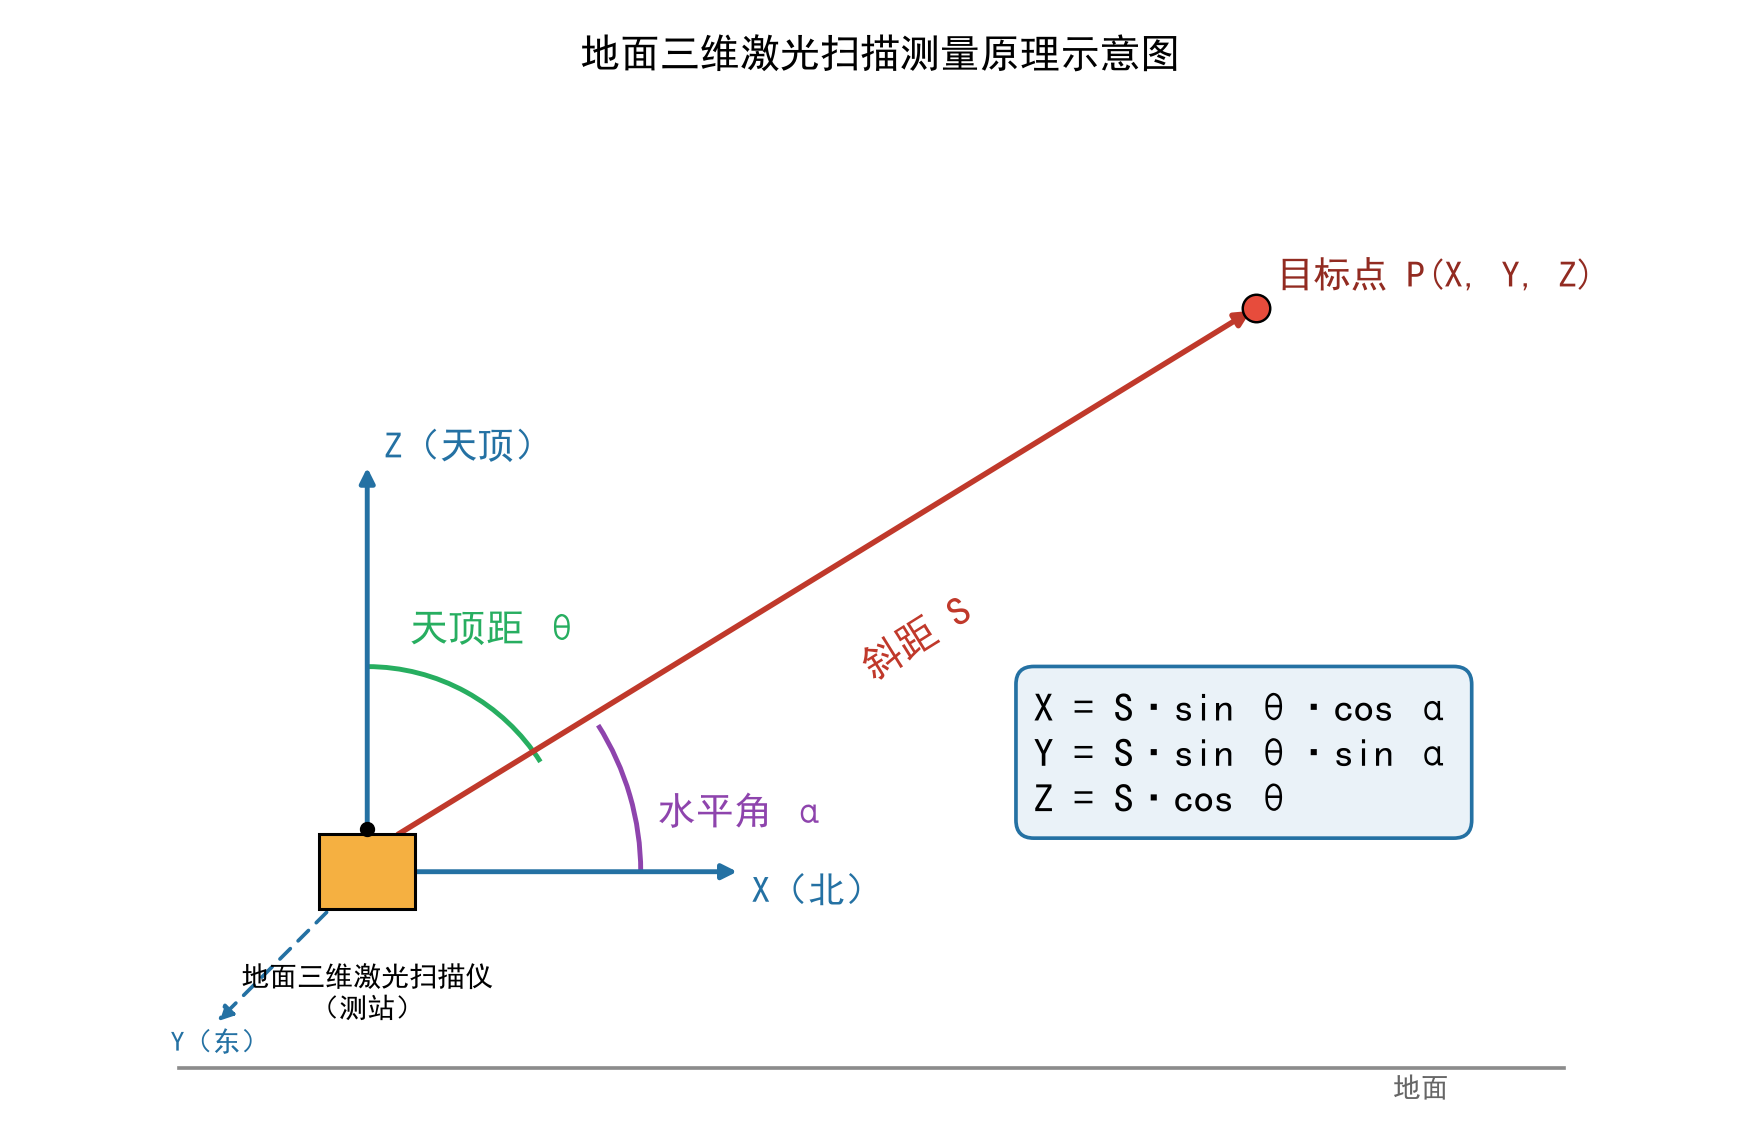 地面三维激光扫描测量原理示意图
目标点 P(X, Y, Z)
Z（天顶）
天顶距 θ
斜距 S
X = S·sin θ·cos α
Y = S·sin θ·sin α
Z = S·cos θ
水平角 α
X（北）
地面三维激光扫描仪
（测站）
Y（东）
地面